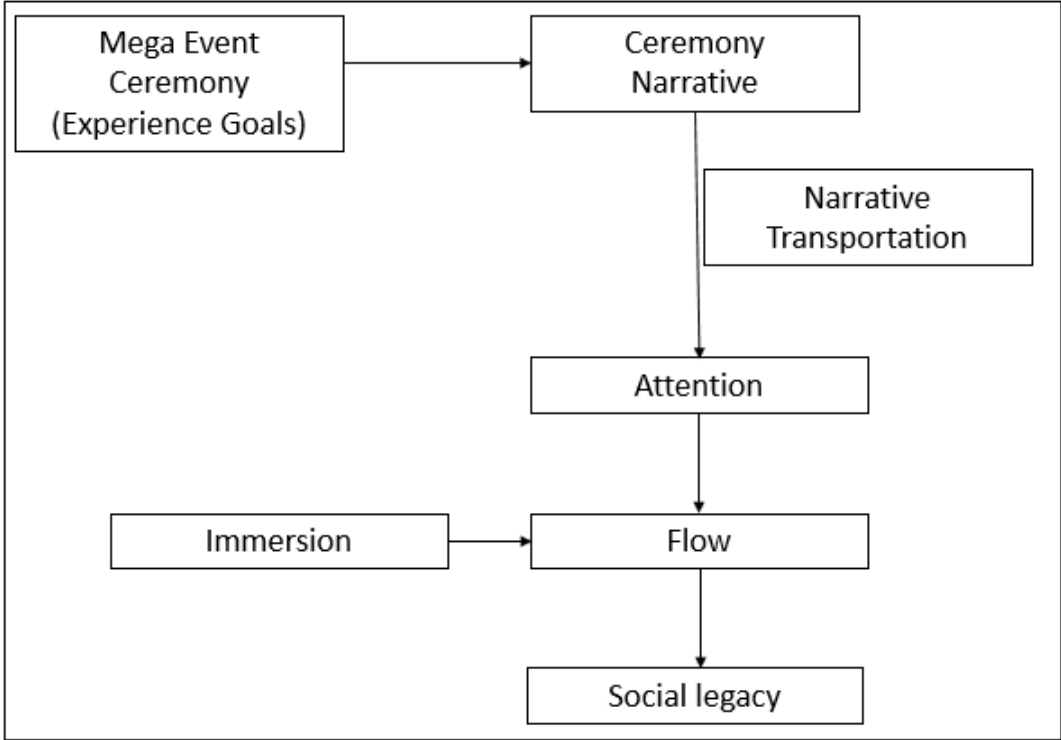 Mega Event
Ceremony
(Experience Goals)
Ceremony
Narrative
Narrative
Transportation
Attention
Immersion
Flow
Social legacy